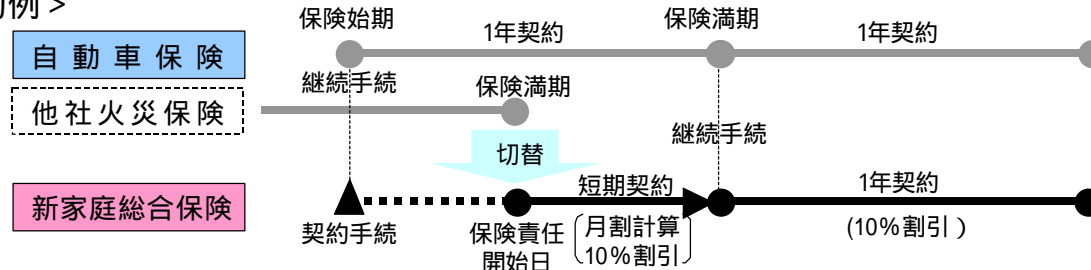 例 >
保険始期 1年契約 保険満期 1年契約
自動車保険
継続手続 保険満期
他社火災保険
継続手続
切替
短期契約 1年契約
新家庭総合保険
契約手続 保険責任開始日 月割計算 10%割引 (10%割引 )